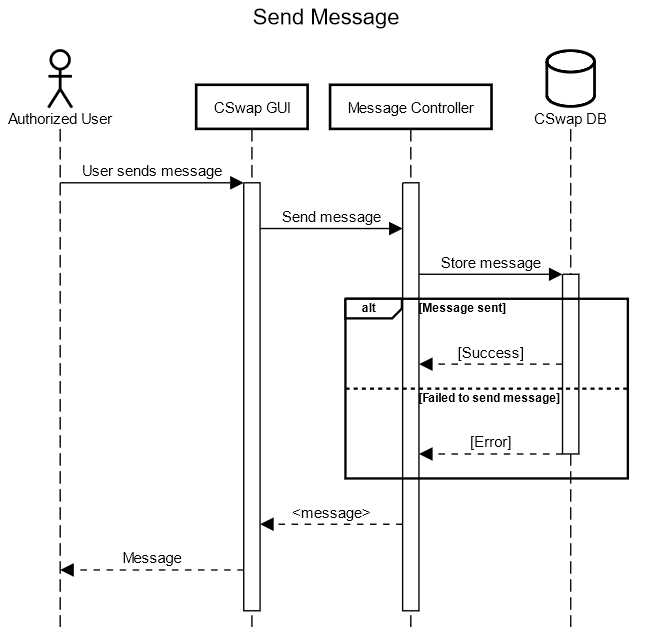 Send Message
Authorized User
CSwap GUI
Message Controller
CSwap DB
User sends message
Send message
Store message
alt
[Message sent]
[Success]
[Failed to send message]
[Error]
<message>
Message